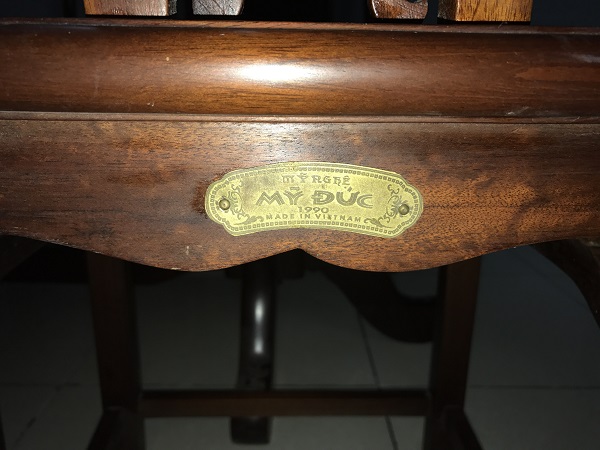 MỸ NGHỆ
MỸ ĐỨC
1990
MADE IN VIETNAM